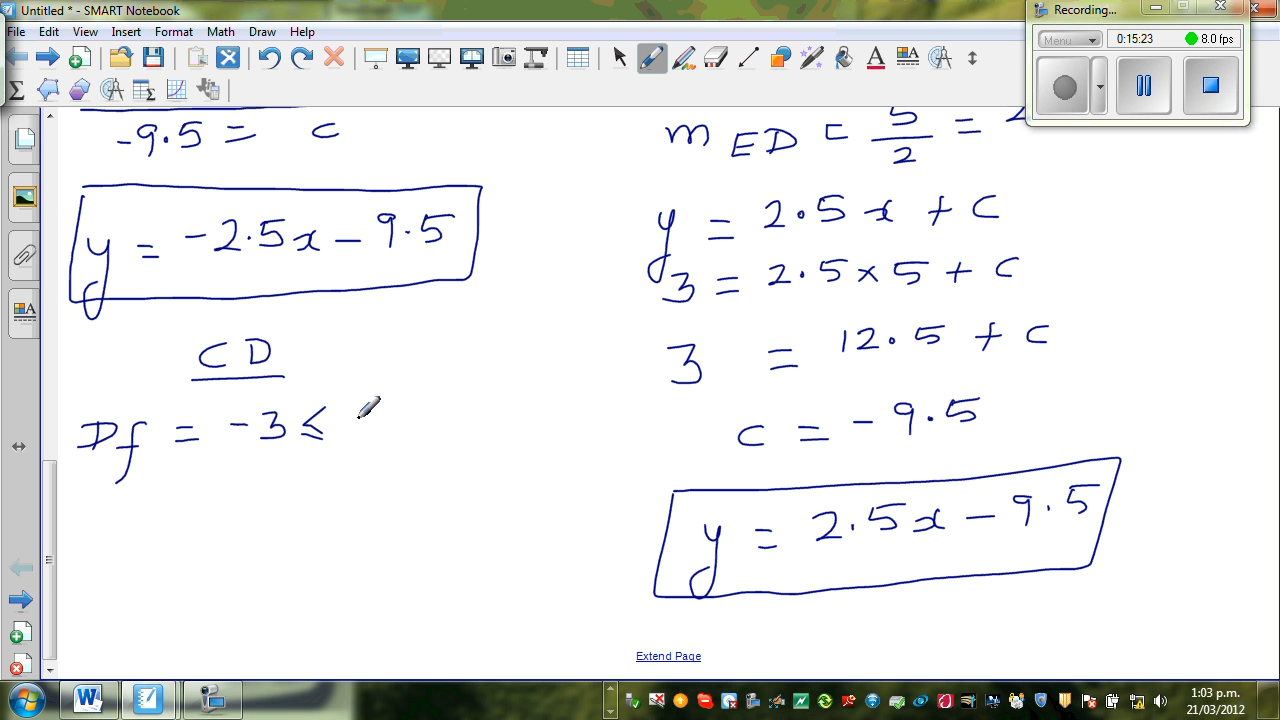 Untitled * - SMART Notebook
File Edit View Insert Format Math Draw Help
Recording...
Menu
0:15:23
8.0 fps
-9.5 = c
y = -2.5x - 9.5
CD
Df = -3 ≤
m ED = 5/2 =
y = 2.5x + c
3 = 2.5 × 5 + c
3 = 12.5 + c
c = -9.5
y = 2.5x - 9.5
Extend Page
1:03 p.m.
21/03/2012